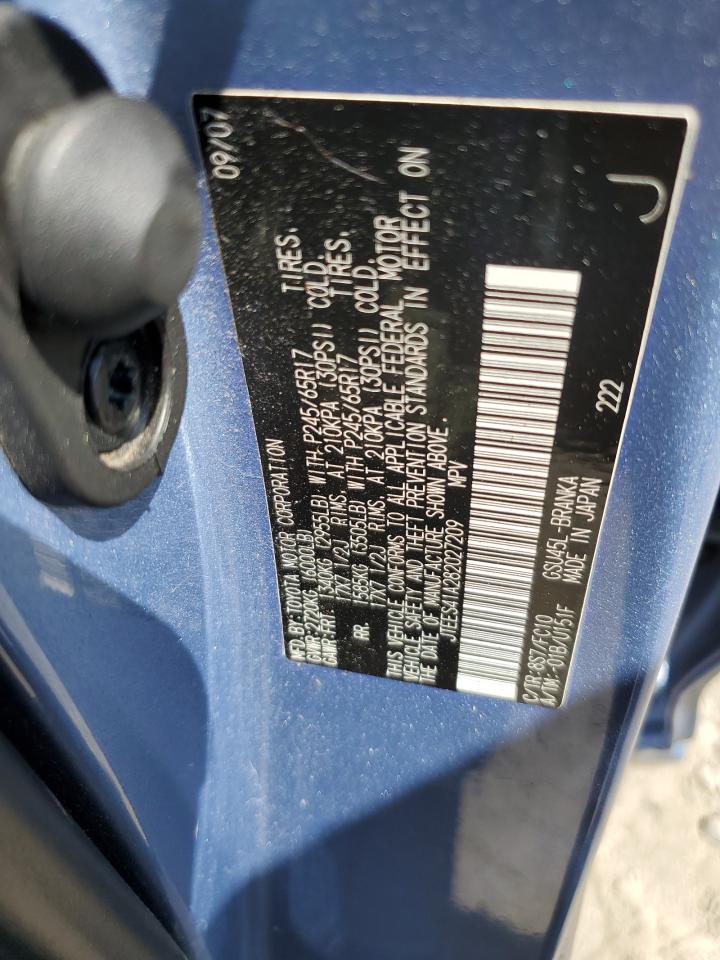 MFD BY:TOYOTA MOTOR CORPORATION 09/07
GVWR:2720KG (6000LB)
GAWR:FRT 1340KG (2955LB) WITH P245/65R17 TIRES.
17X7 1/2J RIMS. AT 210KPA (30PSI) COLD.
RR. 1565KG (3505LB) WITH P245/65R17 TIRES.
17X7 1/2J RIMS. AT 210KPA (30PSI) COLD.
THIS VEHICLE CONFORMS TO ALL APPLICABLE FEDERAL MOTOR
VEHICLE SAFETY AND THEFT PREVENTION STANDARDS IN EFFECT ON
THE DATE OF MANUFACTURE SHOWN ABOVE.
JTEES41A282027209 MPV
C/TR:8S7/FC10 GSU45L-BRANKA 222
A/TM:-01B/U151F MADE IN JAPAN J